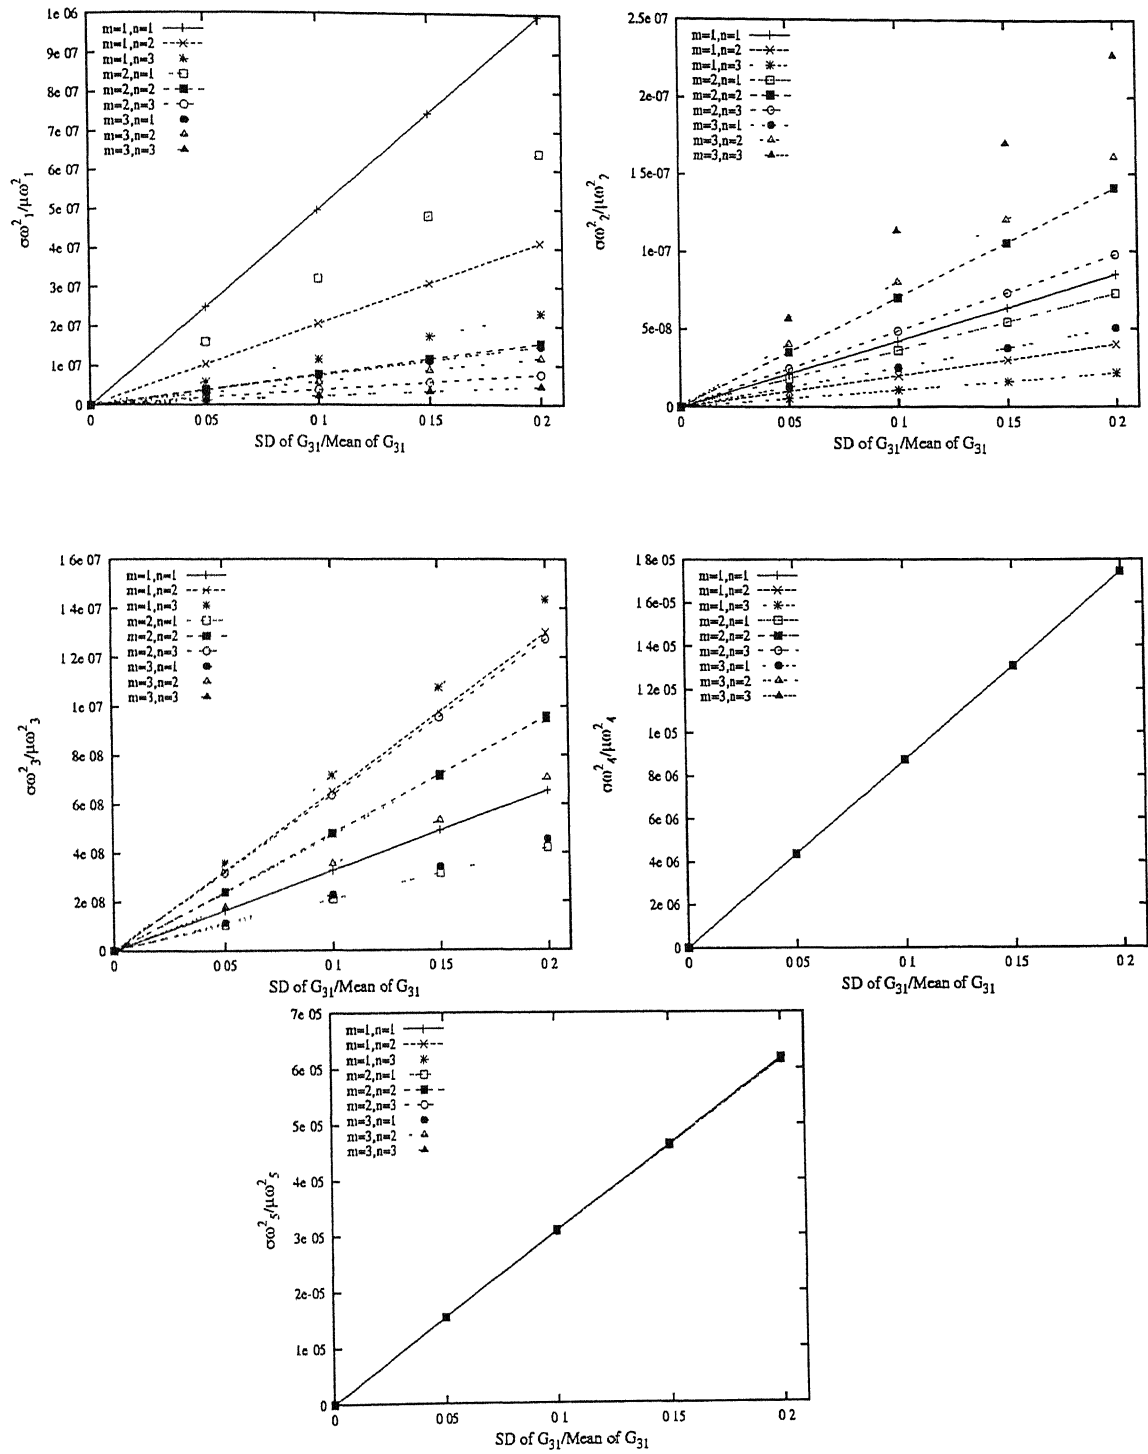 1e 06
9e 07
8e 07
7e 07
6e 07
5e 07
4e 07
3e 07
2e 07
1e 07
0
m=1,n=1
m=1,n=2
m=1,n=3
m=2,n=1
m=2,n=2
m=2,n=3
m=3,n=1
m=3,n=2
m=3,n=3
σω²₁/μω²₁
0 0 05 0 1 0 15 0 2
SD of G₃₁/Mean of G₃₁
2.5e 07
2e-07
1 5e-07
1e-07
5e-08
0
m=1,n=1
m=1,n=2
m=1,n=3
m=2,n=1
m=2,n=2
m=2,n=3
m=3,n=1
m=3,n=2
m=3,n=3
σω²₂/μω²₂
0 0 05 0 1 0 15 0 2
SD of G₃₁/Mean of G₃₁
1 6e 07
1 4e 07
1 2e 07
1e 07
8e 08
6e 08
4e 08
2e 08
0
m=1,n=1
m=1,n=2
m=1,n=3
m=2,n=1
m=2,n=2
m=2,n=3
m=3,n=1
m=3,n=2
m=3,n=3
σω²₃/μω²₃
0 0 05 0 1 0 15 0 2
SD of G₃₁/Mean of G₃₁
1 8e 05
1 6e-05
1 4e 05
1 2e 05
1e 05
8e 06
6e 06
4e 06
2e 06
0
m=1,n=1
m=1,n=2
m=1,n=3
m=2,n=1
m=2,n=2
m=2,n=3
m=3,n=1
m=3,n=2
m=3,n=3
σω²₄/μω²₄
0 0 05 0 1 0 15 0 2
SD of G₃₁/Mean of G₃₁
7e 05
6e 05
5e 05
4e 05
3e 05
2e-05
1e 05
0
m=1,n=1
m=1,n=2
m=1,n=3
m=2,n=1
m=2,n=2
m=2,n=3
m=3,n=1
m=3,n=2
m=3,n=3
σω²₅/μω²₅
0 0 05 0 1 0 15 0 2
SD of G₃₁/Mean of G₃₁